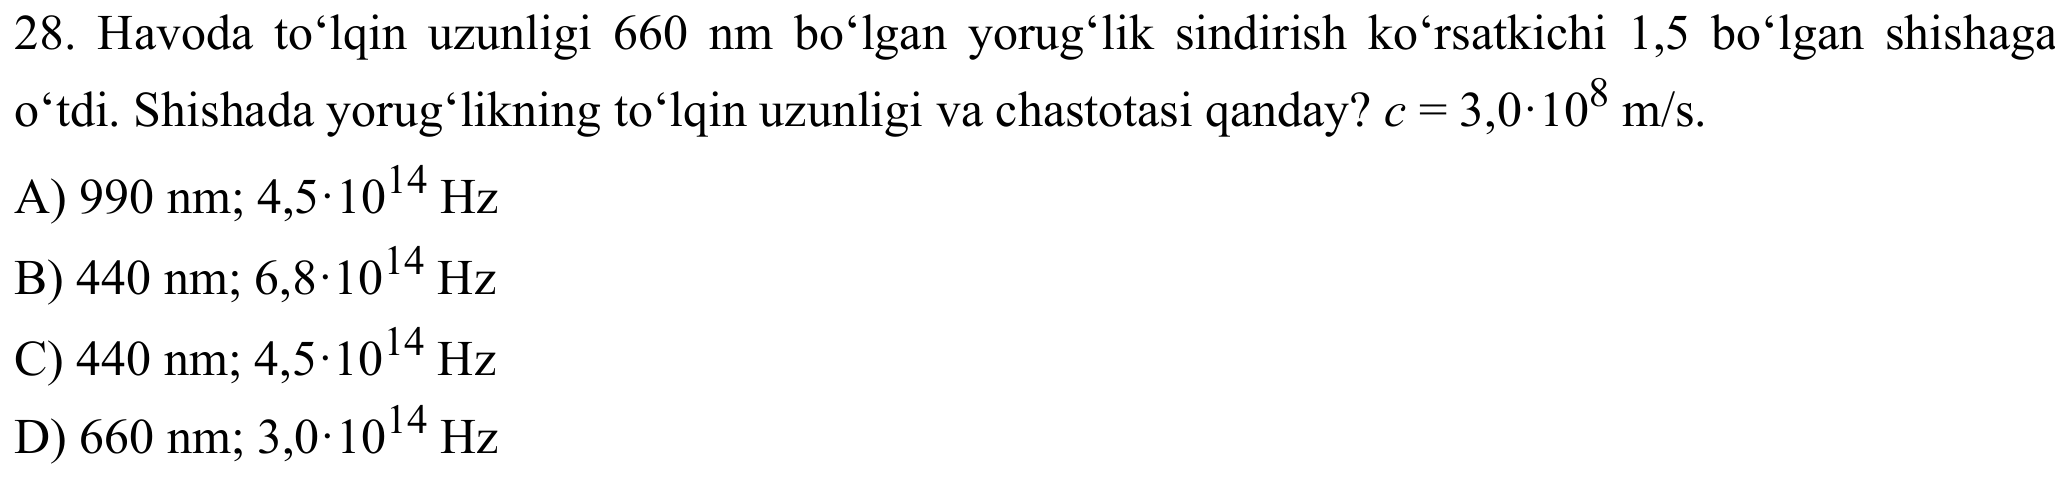 28. Havoda to‘lqin uzunligi 660 nm bo‘lgan yorug‘lik sindirish ko‘rsatkichi 1,5 bo‘lgan shishaga
o‘tdi. Shishada yorug‘likning to‘lqin uzunligi va chastotasi qanday? c = 3,0·10⁸ m/s.
A) 990 nm; 4,5·10¹⁴ Hz
B) 440 nm; 6,8·10¹⁴ Hz
C) 440 nm; 4,5·10¹⁴ Hz
D) 660 nm; 3,0·10¹⁴ Hz